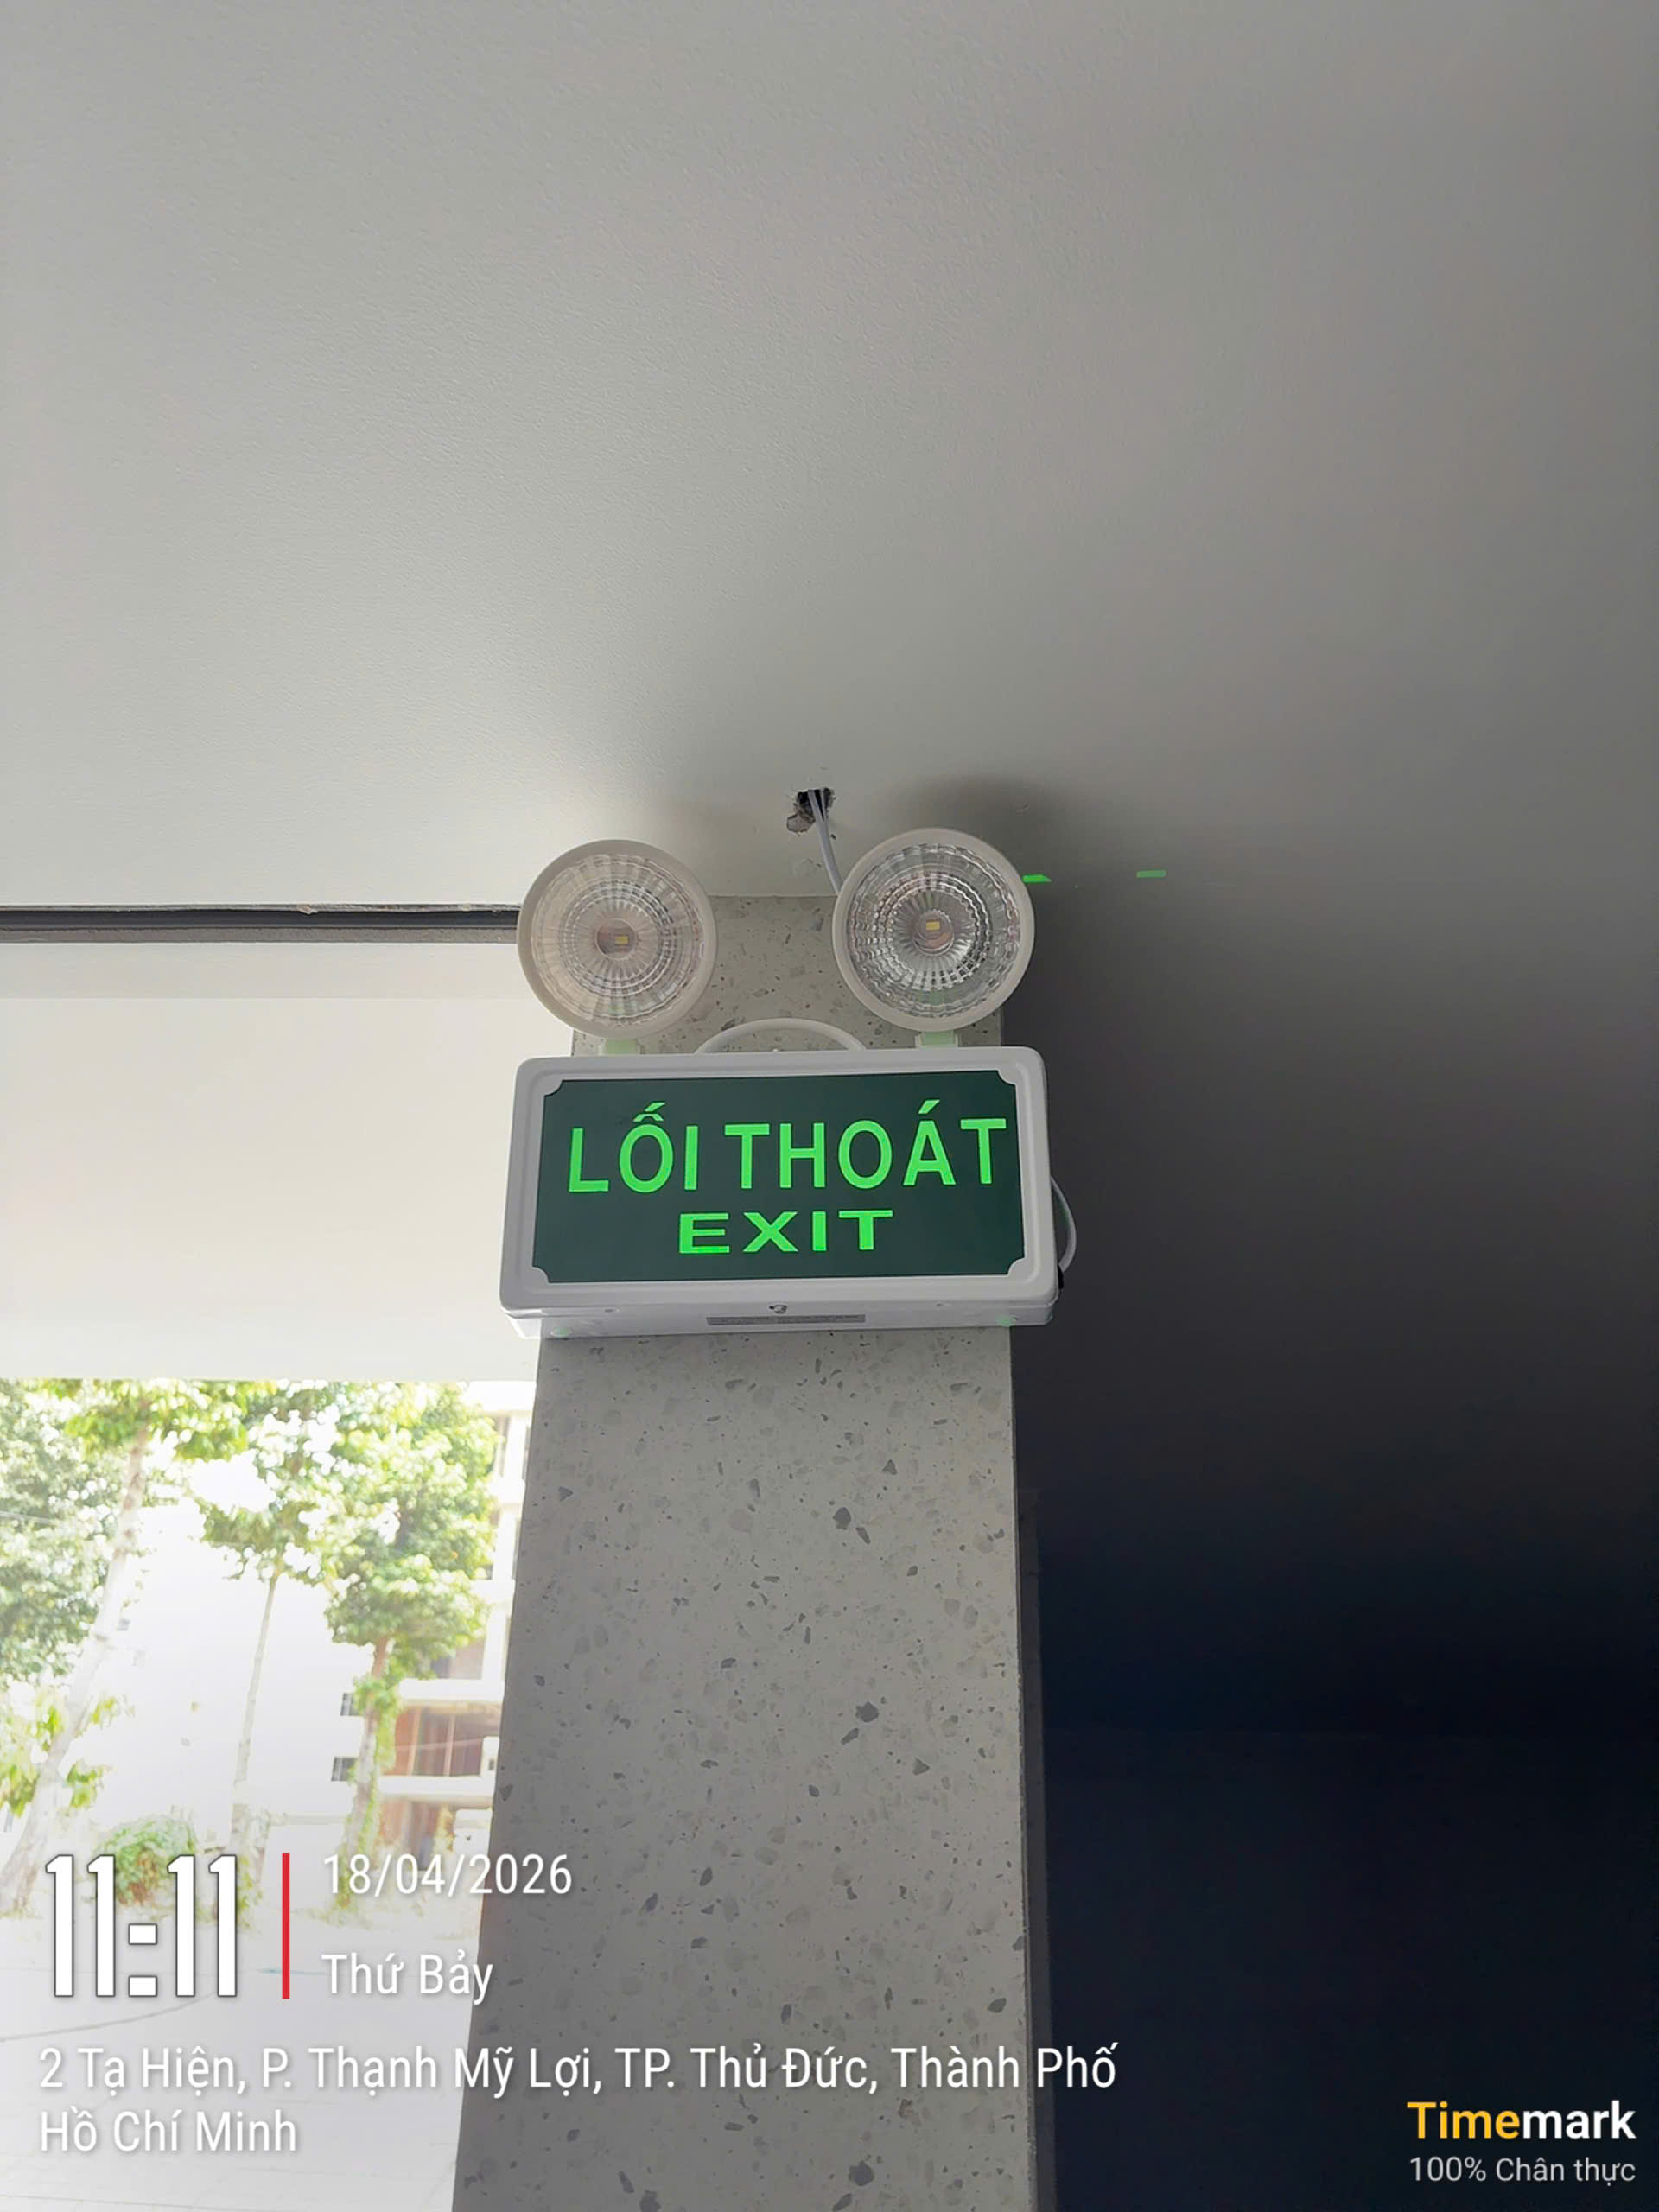 LỐI THOÁT
EXIT
11:11
18/04/2026
Thứ Bảy
2 Tạ Hiện, P. Thạnh Mỹ Lợi, TP. Thủ Đức, Thành Phố
Hồ Chí Minh
Timemark
100% Chân thực